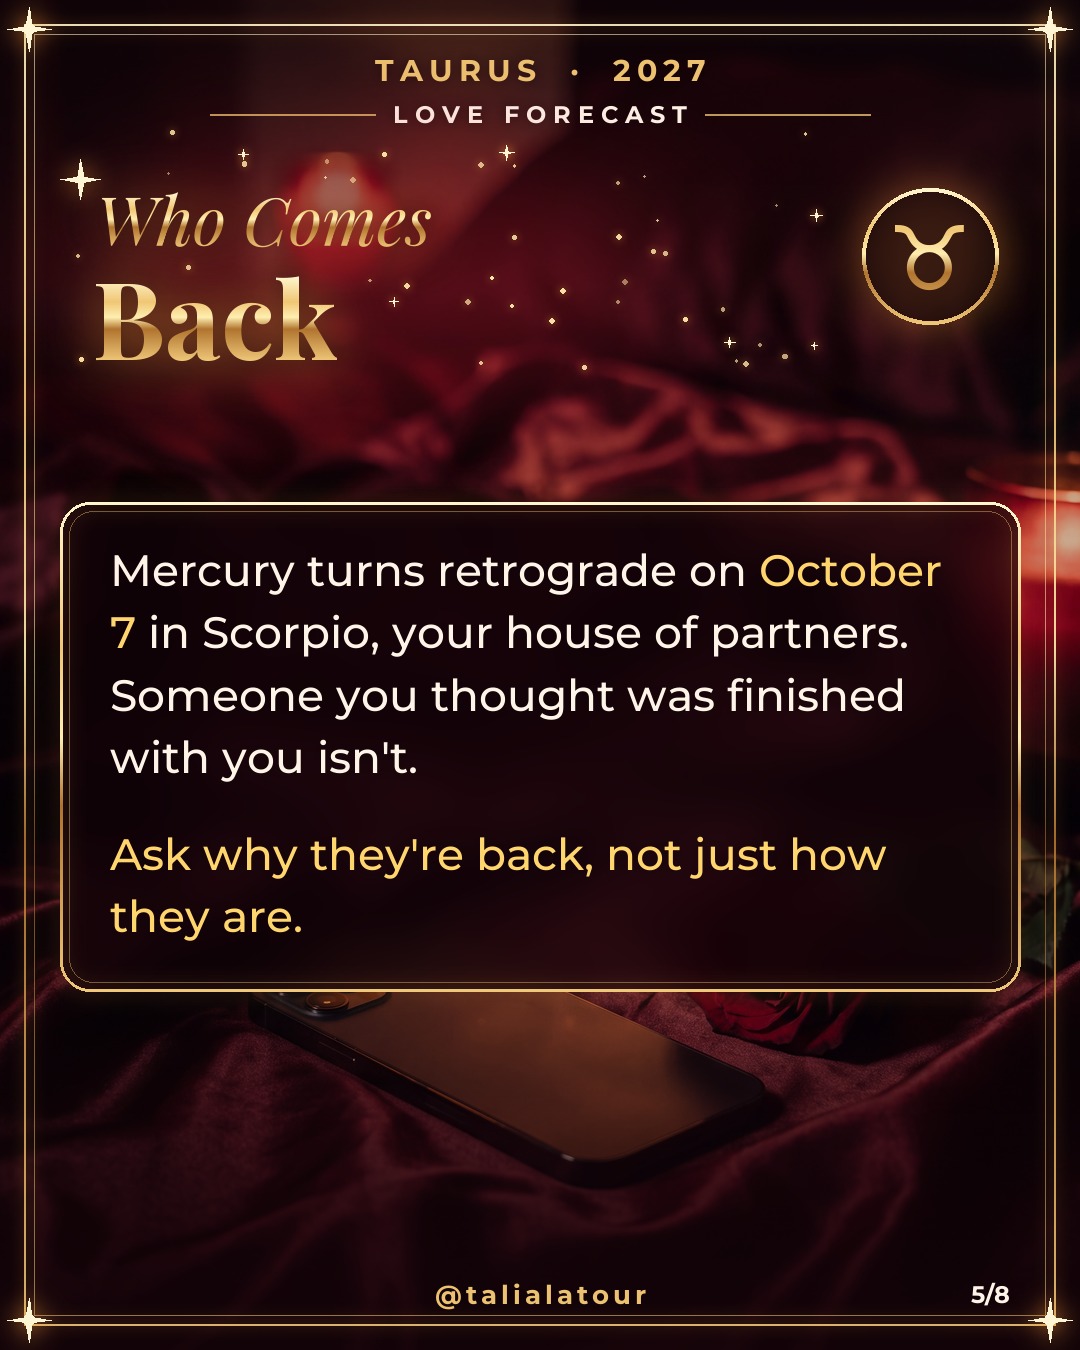 TAURUS · 2027
LOVE FORECAST
Who Comes
Back
Mercury turns retrograde on October
7 in Scorpio, your house of partners.
Someone you thought was finished
with you isn't.
Ask why they're back, not just how
they are.
@talialatour
5/8